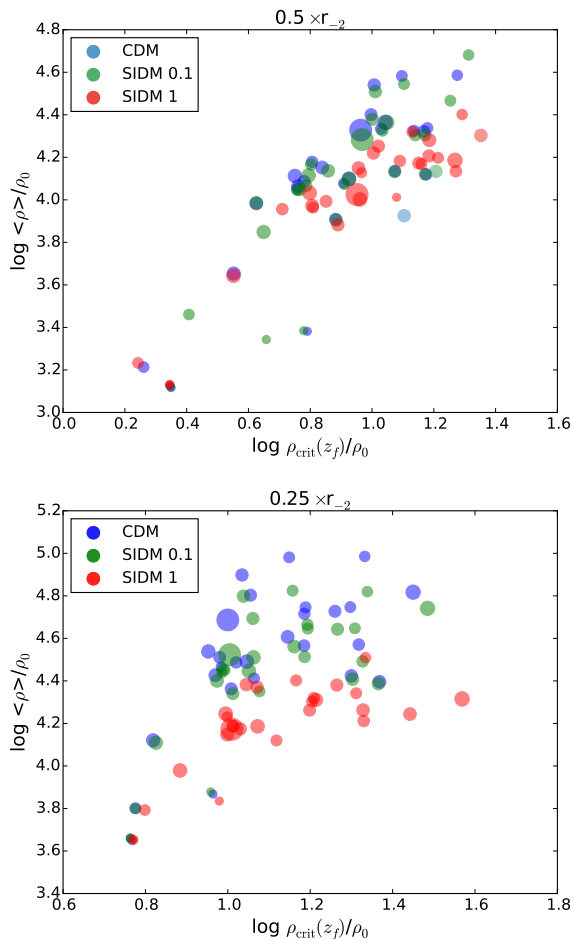 0.5 ×r₋₂
4.8
4.6
4.4
4.2
4.0
3.8
3.6
3.4
3.2
3.0
log <ρ>/ρ₀
CDM
SIDM 0.1
SIDM 1
0.0 0.2 0.4 0.6 0.8 1.0 1.2 1.4 1.6
log ρcrit(zf)/ρ₀
0.25 ×r₋₂
5.2
5.0
4.8
4.6
4.4
4.2
4.0
3.8
3.6
3.4
log <ρ>/ρ₀
CDM
SIDM 0.1
SIDM 1
0.6 0.8 1.0 1.2 1.4 1.6 1.8
log ρcrit(zf)/ρ₀